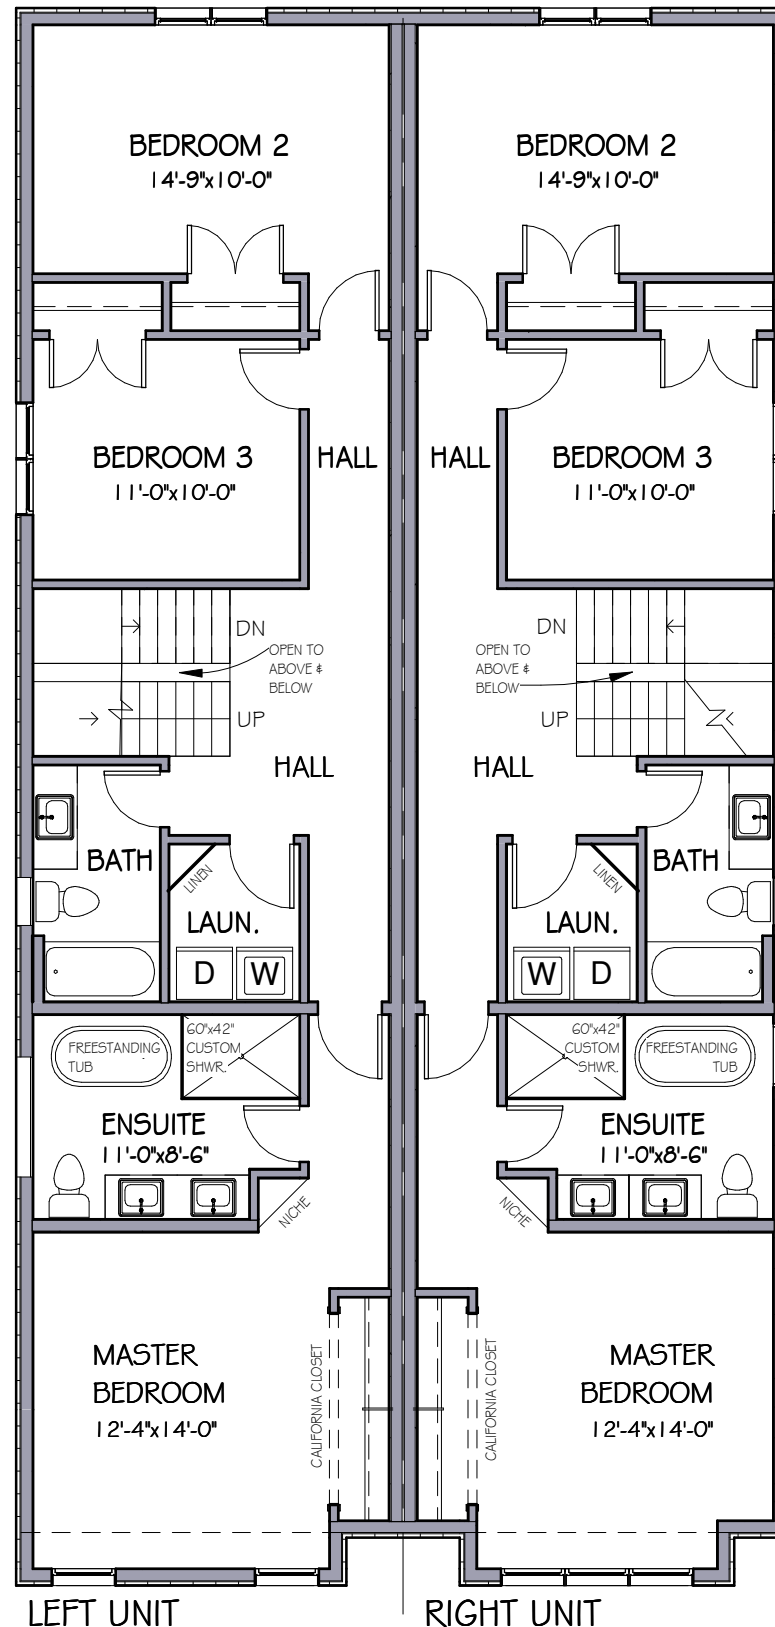 BEDROOM 2
14'-9"x10'-0"
BEDROOM 2
14'-9"x10'-0"
BEDROOM 3
11'-0"x10'-0"
HALL
HALL
BEDROOM 3
11'-0"x10'-0"
DN
OPEN TO
ABOVE &
BELOW
UP
OPEN TO
ABOVE &
BELOW
DN
UP
HALL
HALL
BATH
LINEN
LAUN.
D
W
LINEN
LAUN.
W
D
BATH
FREESTANDING
TUB
60"x42"
CUSTOM
SHWR.
60"x42"
CUSTOM
SHWR.
FREESTANDING
TUB
ENSUITE
11'-0"x8'-6"
ENSUITE
11'-0"x8'-6"
NICHE
NICHE
MASTER
BEDROOM
12'-4"x14'-0"
CALIFORNIA CLOSET
CALIFORNIA CLOSET
MASTER
BEDROOM
12'-4"x14'-0"
LEFT UNIT
RIGHT UNIT